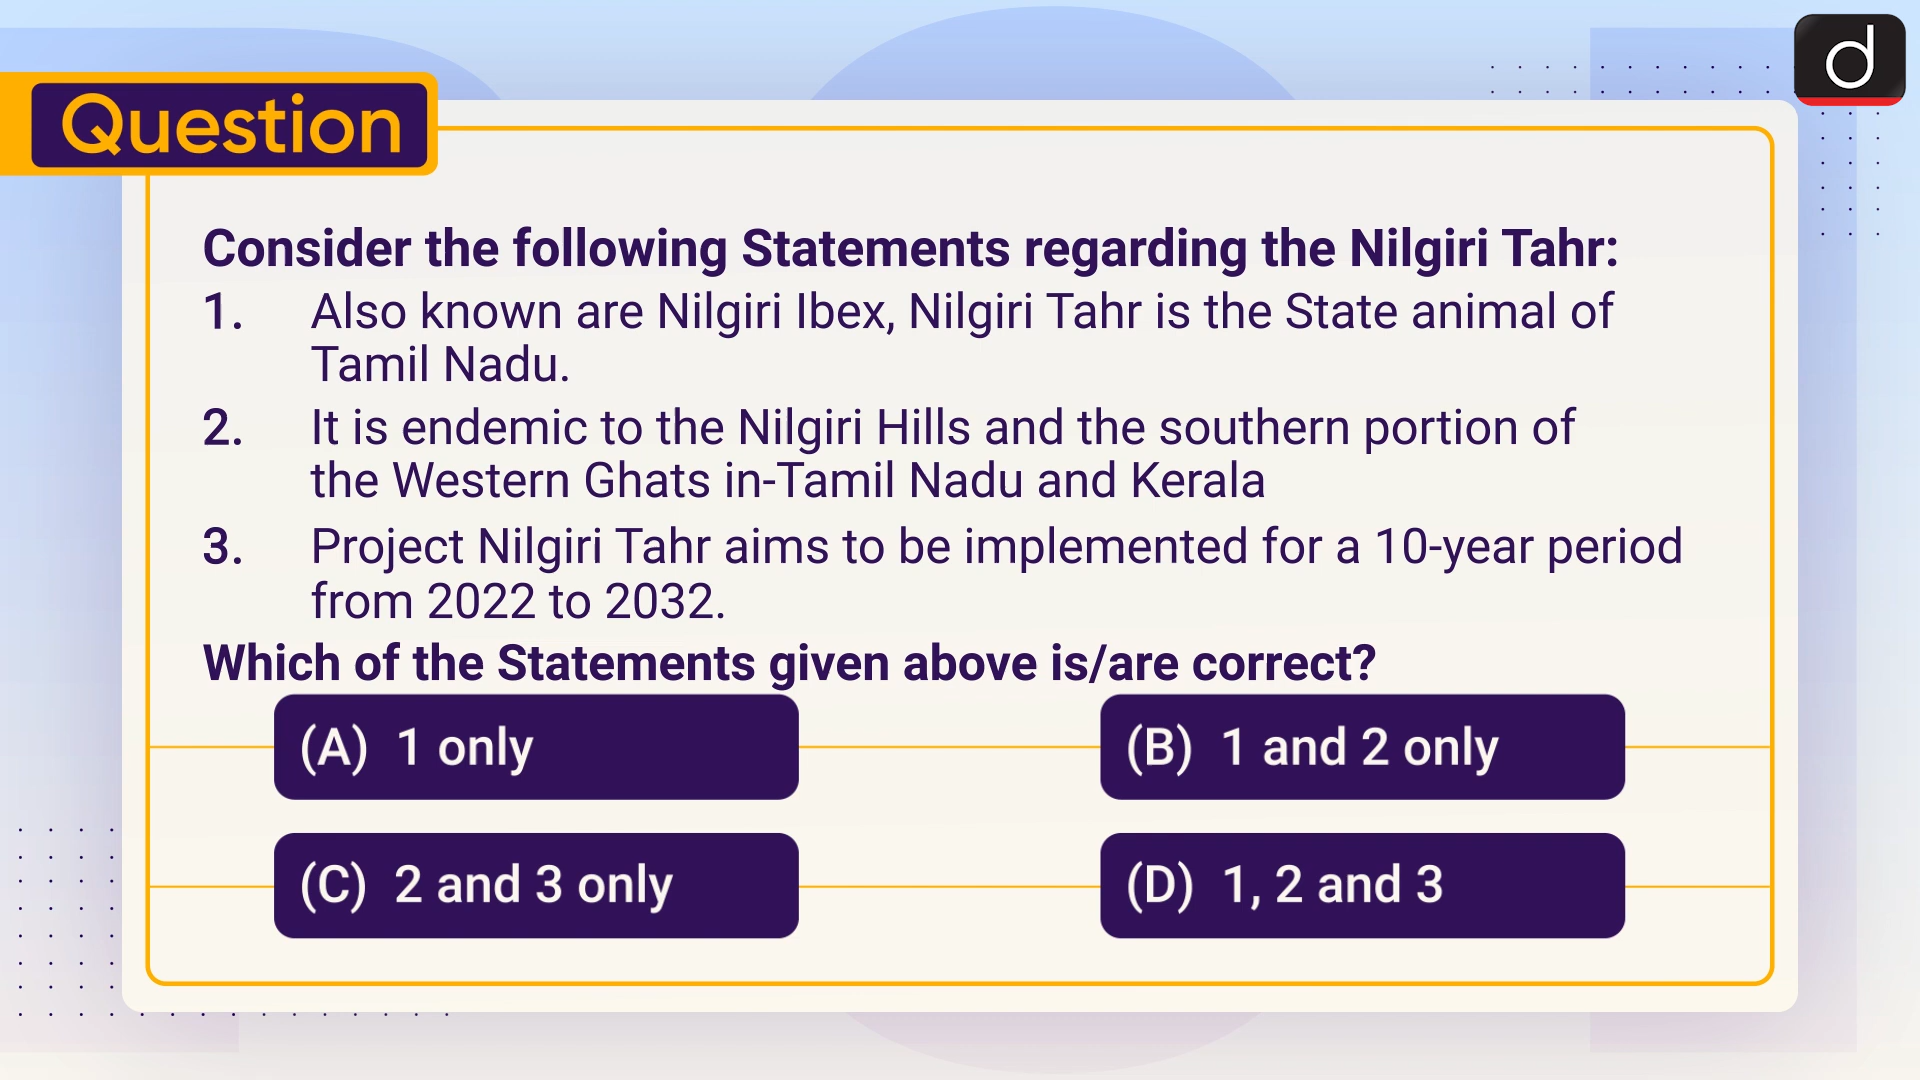 Question
Consider the following Statements regarding the Nilgiri Tahr:
1. Also known are Nilgiri Ibex, Nilgiri Tahr is the State animal of
Tamil Nadu.
2. It is endemic to the Nilgiri Hills and the southern portion of
the Western Ghats in-Tamil Nadu and Kerala
3. Project Nilgiri Tahr aims to be implemented for a 10-year period
from 2022 to 2032.
Which of the Statements given above is/are correct?
(A) 1 only
(B) 1 and 2 only
(C) 2 and 3 only
(D) 1, 2 and 3
d